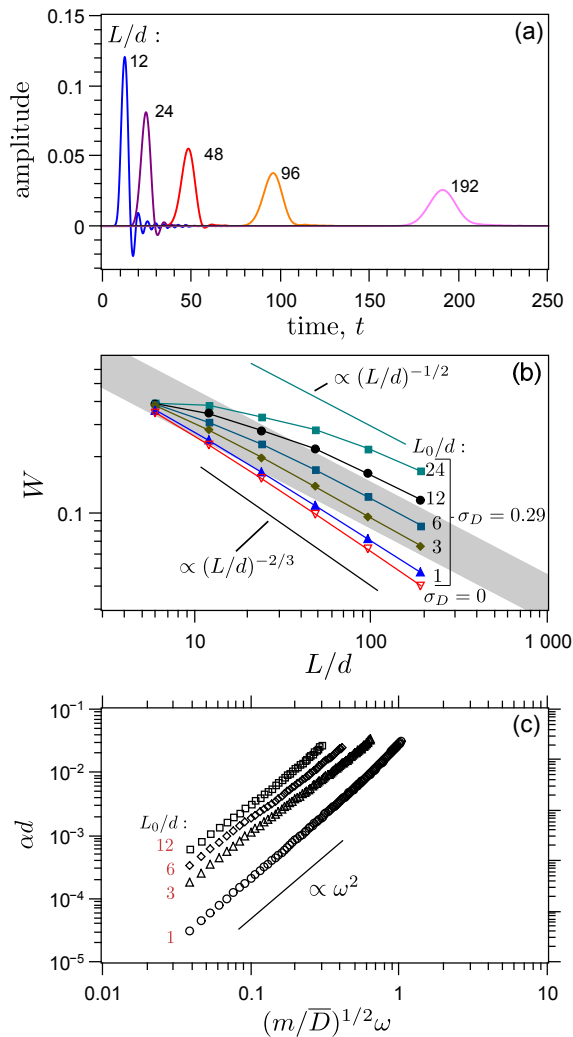 (a)
L/d :
12
24
48
96
192
0.15
0.1
0.05
0
amplitude
0 50 100 150 200 250
time, t
(b)
∝ (L/d)^{-1/2}
L_0/d :
24
12
6
3
1
σ_D = 0.29
σ_D = 0
∝ (L/d)^{-2/3}
0.1
W
10 100 1 000
L/d
(c)
10^{-1}
10^{-2}
10^{-3}
10^{-4}
10^{-5}
αd
L_0/d :
12
6
3
1
∝ ω^2
0.01 0.1 1 10
(m/\overline{D})^{1/2}ω